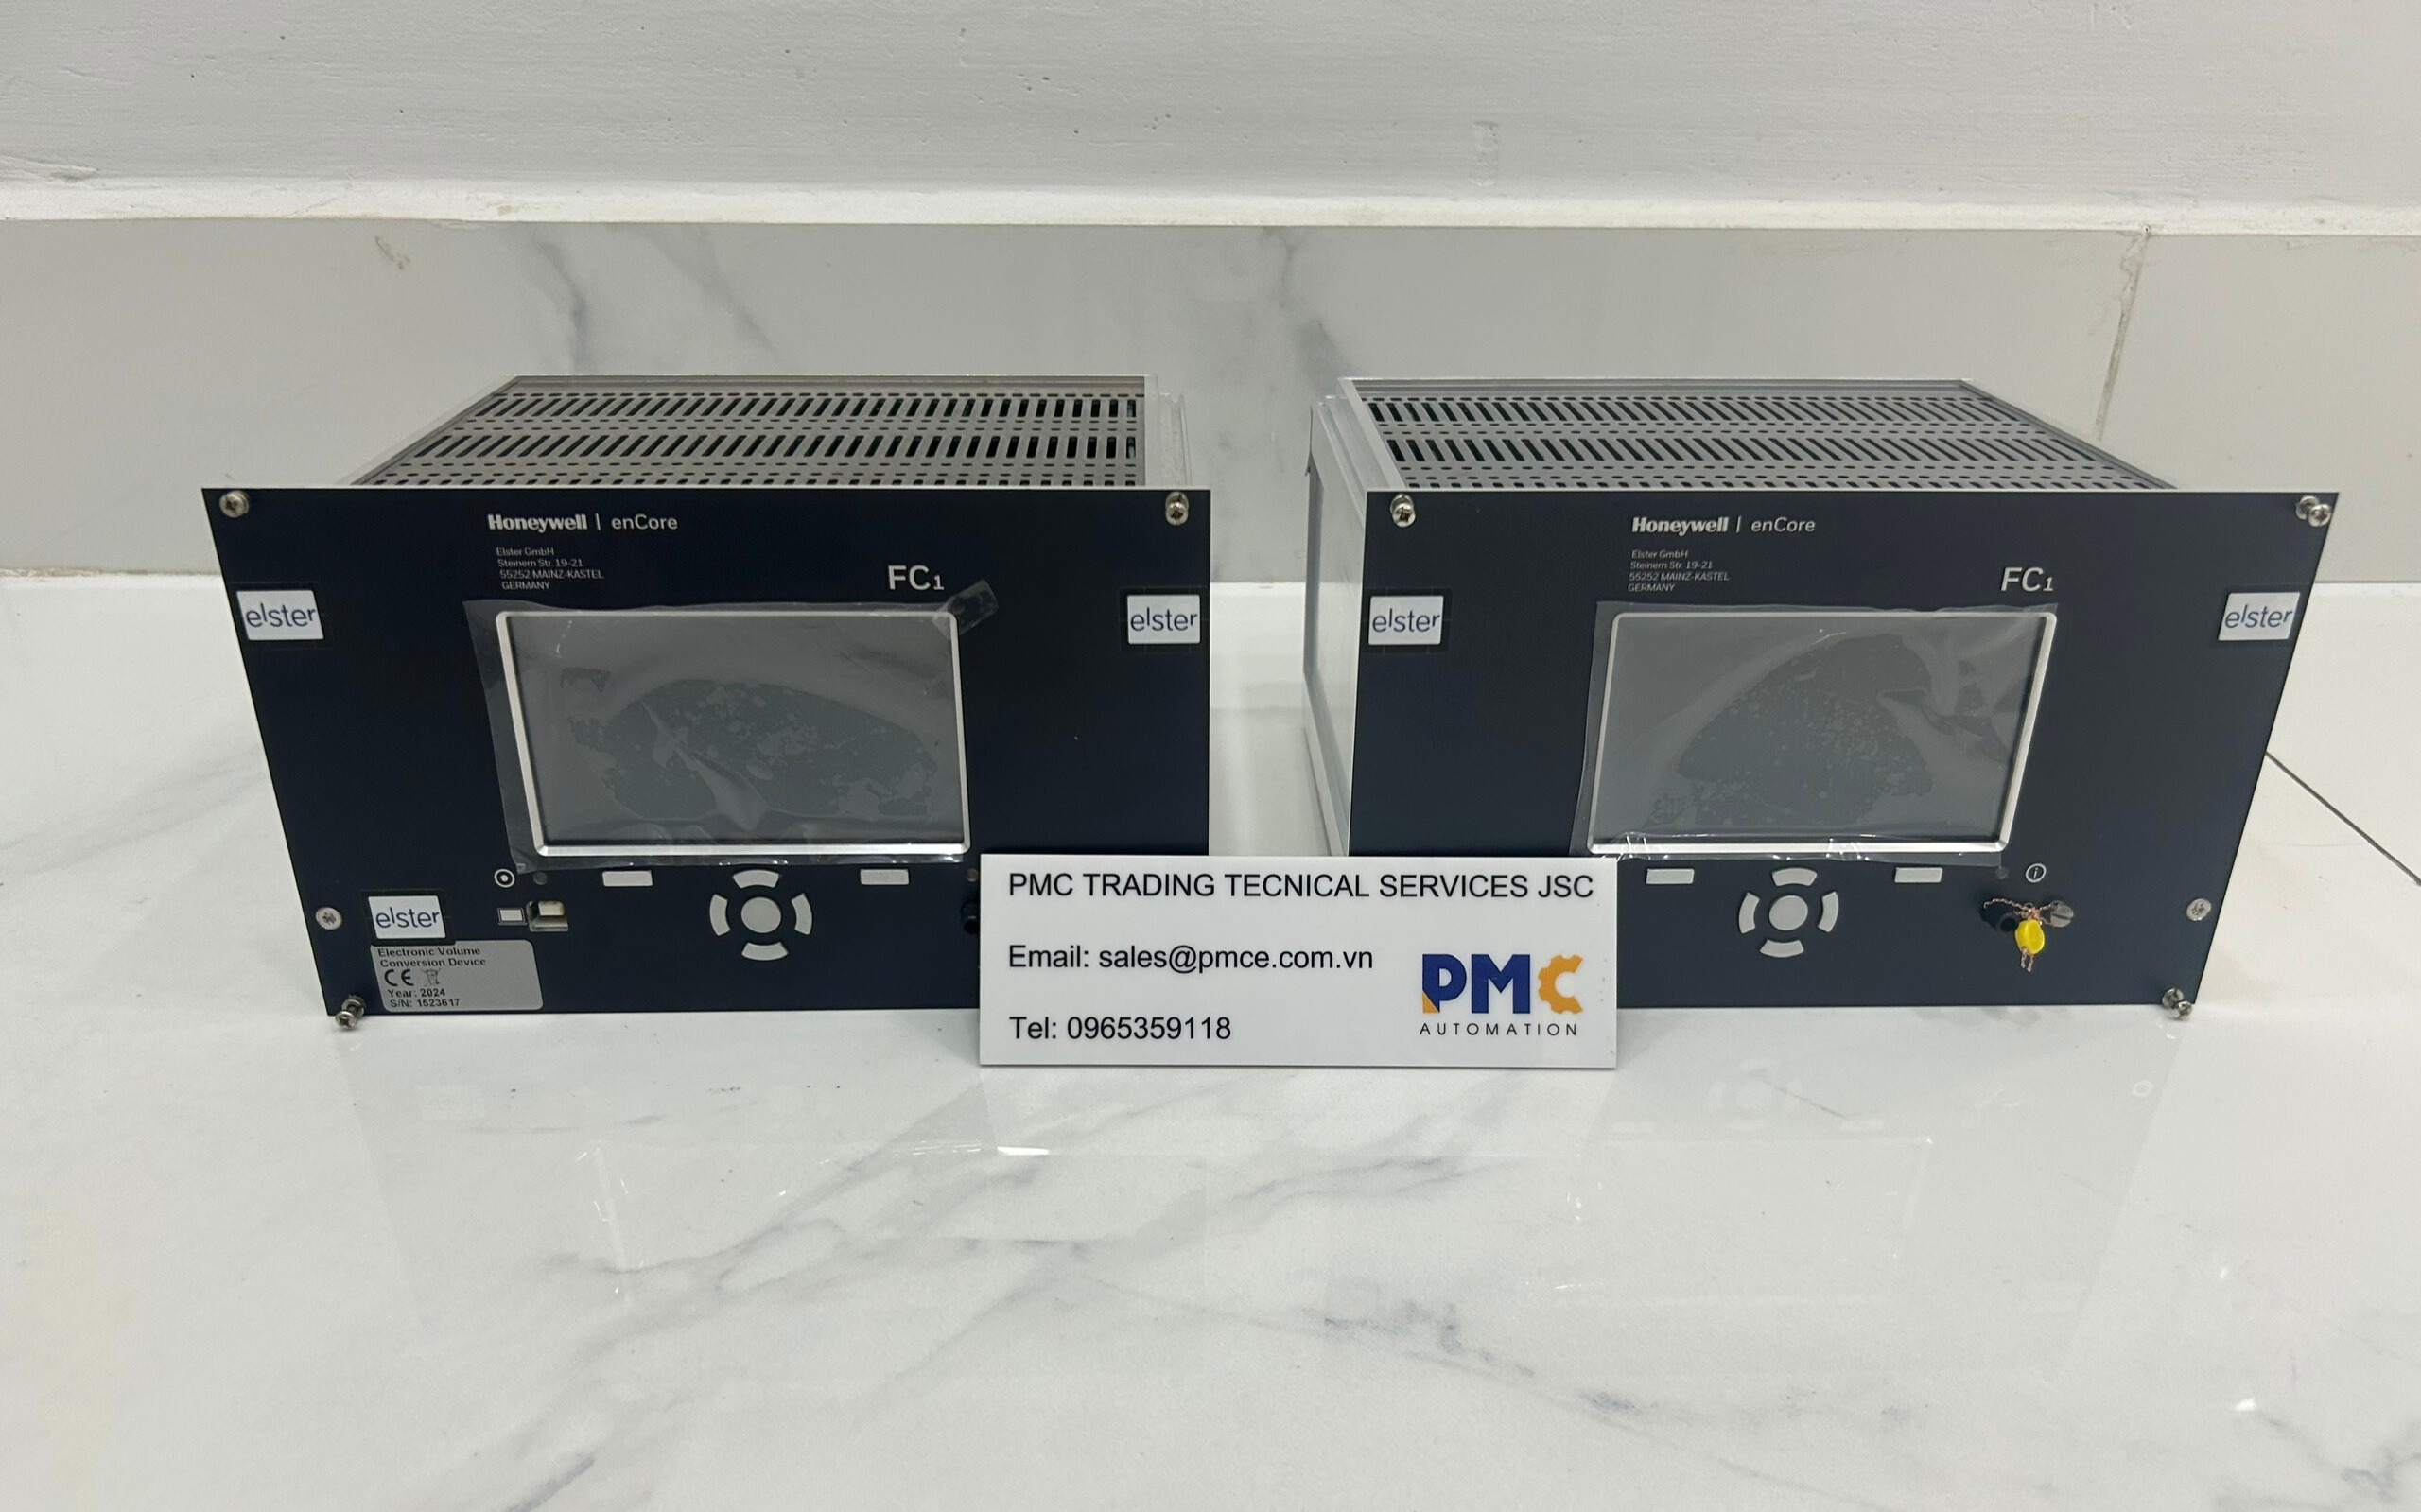 Honeywell | enCore
Elster GmbH
Steinern Str. 19-21
55252 MAINZ-KASTEL
GERMANY
FC1
elster
elster
elster
Electronic Volume
Conversion Device
CE
Year: 2024
S/N: 1523617
Honeywell | enCore
Elster GmbH
Steinern Str. 19-21
55252 MAINZ-KASTEL
GERMANY
FC1
elster
elster
PMC TRADING TECNICAL SERVICES JSC
Email: sales@pmce.com.vn
Tel: 0965359118
PMC
AUTOMATION